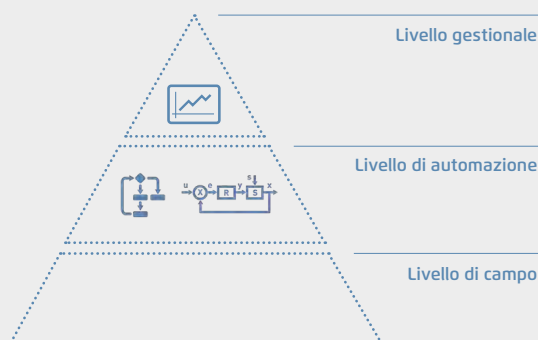 Livello gestionale
Livello di automazione
s
u e y x
X R S
Livello di campo